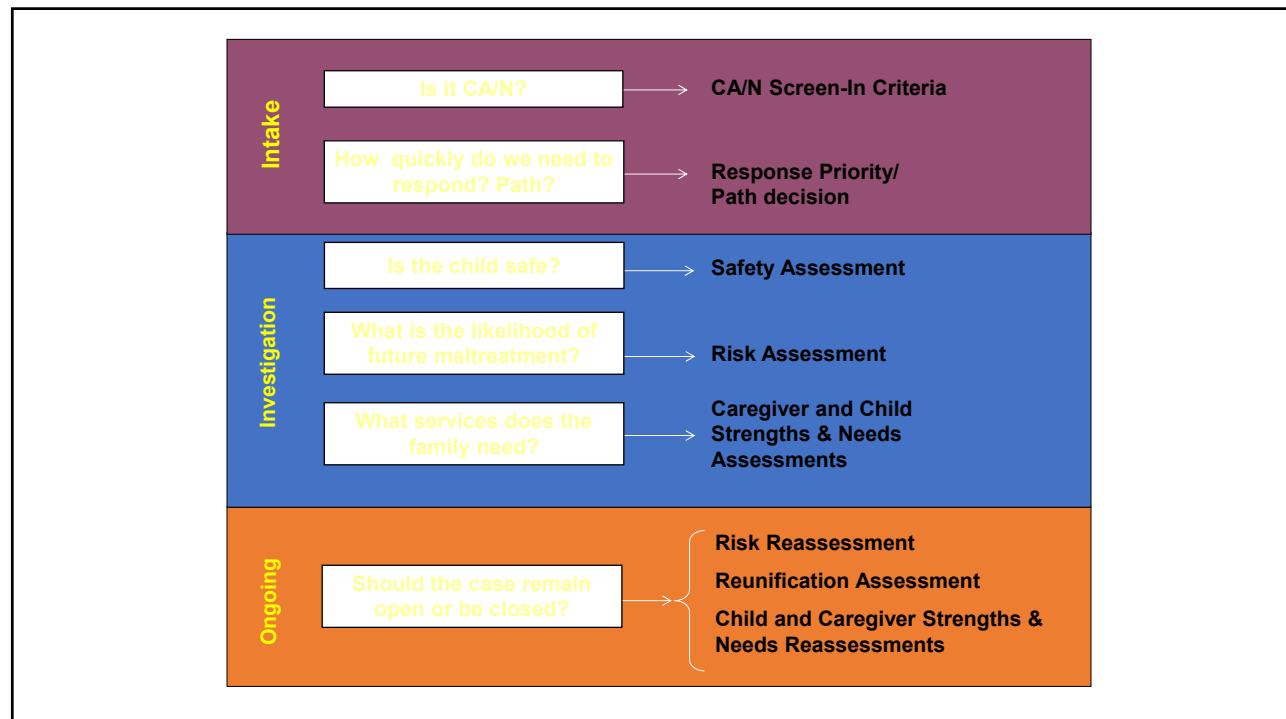 Intake
Is it CA/N?
CA/N Screen-In Criteria
How quickly do we need to
respond? Path?
Response Priority/
Path decision
Investigation
Is the child safe?
Safety Assessment
What is the likelihood of
future maltreatment?
Risk Assessment
What services does the
family need?
Caregiver and Child
Strengths & Needs
Assessments
Ongoing
Should the case remain
open or be closed?
Risk Reassessment
Reunification Assessment
Child and Caregiver Strengths &
Needs Reassessments